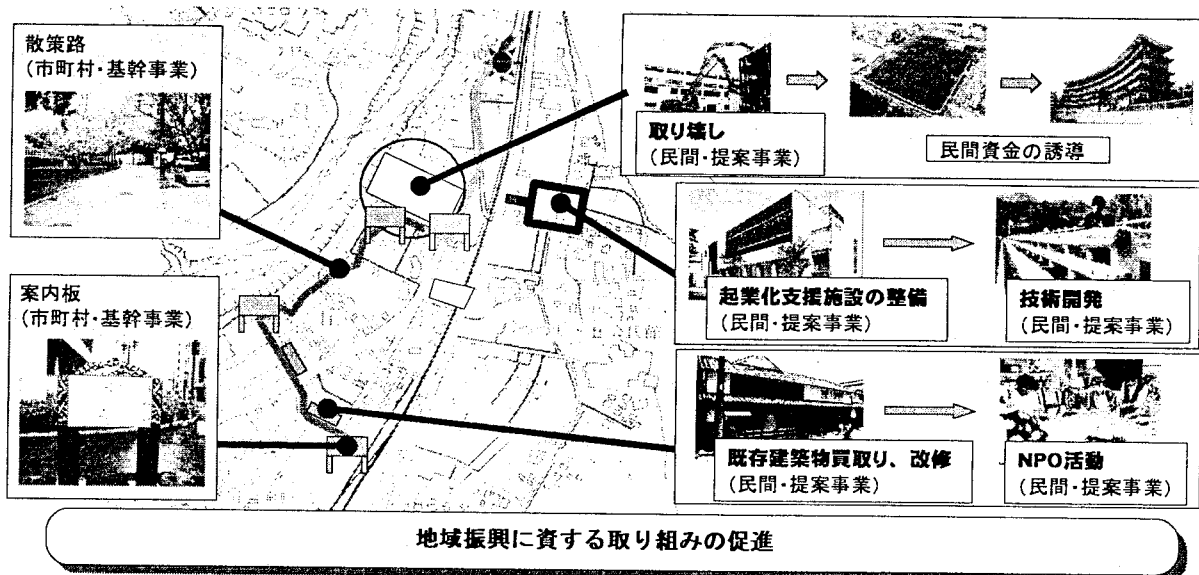 散策路
(市町村・基幹事業)
案内板
(市町村・基幹事業)
取り壊し
(民間・提案事業)
民間資金の誘導
起業化支援施設の整備
(民間・提案事業)
技術開発
(民間・提案事業)
既存建築物買取り、改修
(民間・提案事業)
NPO活動
(民間・提案事業)
地域振興に資する取り組みの促進